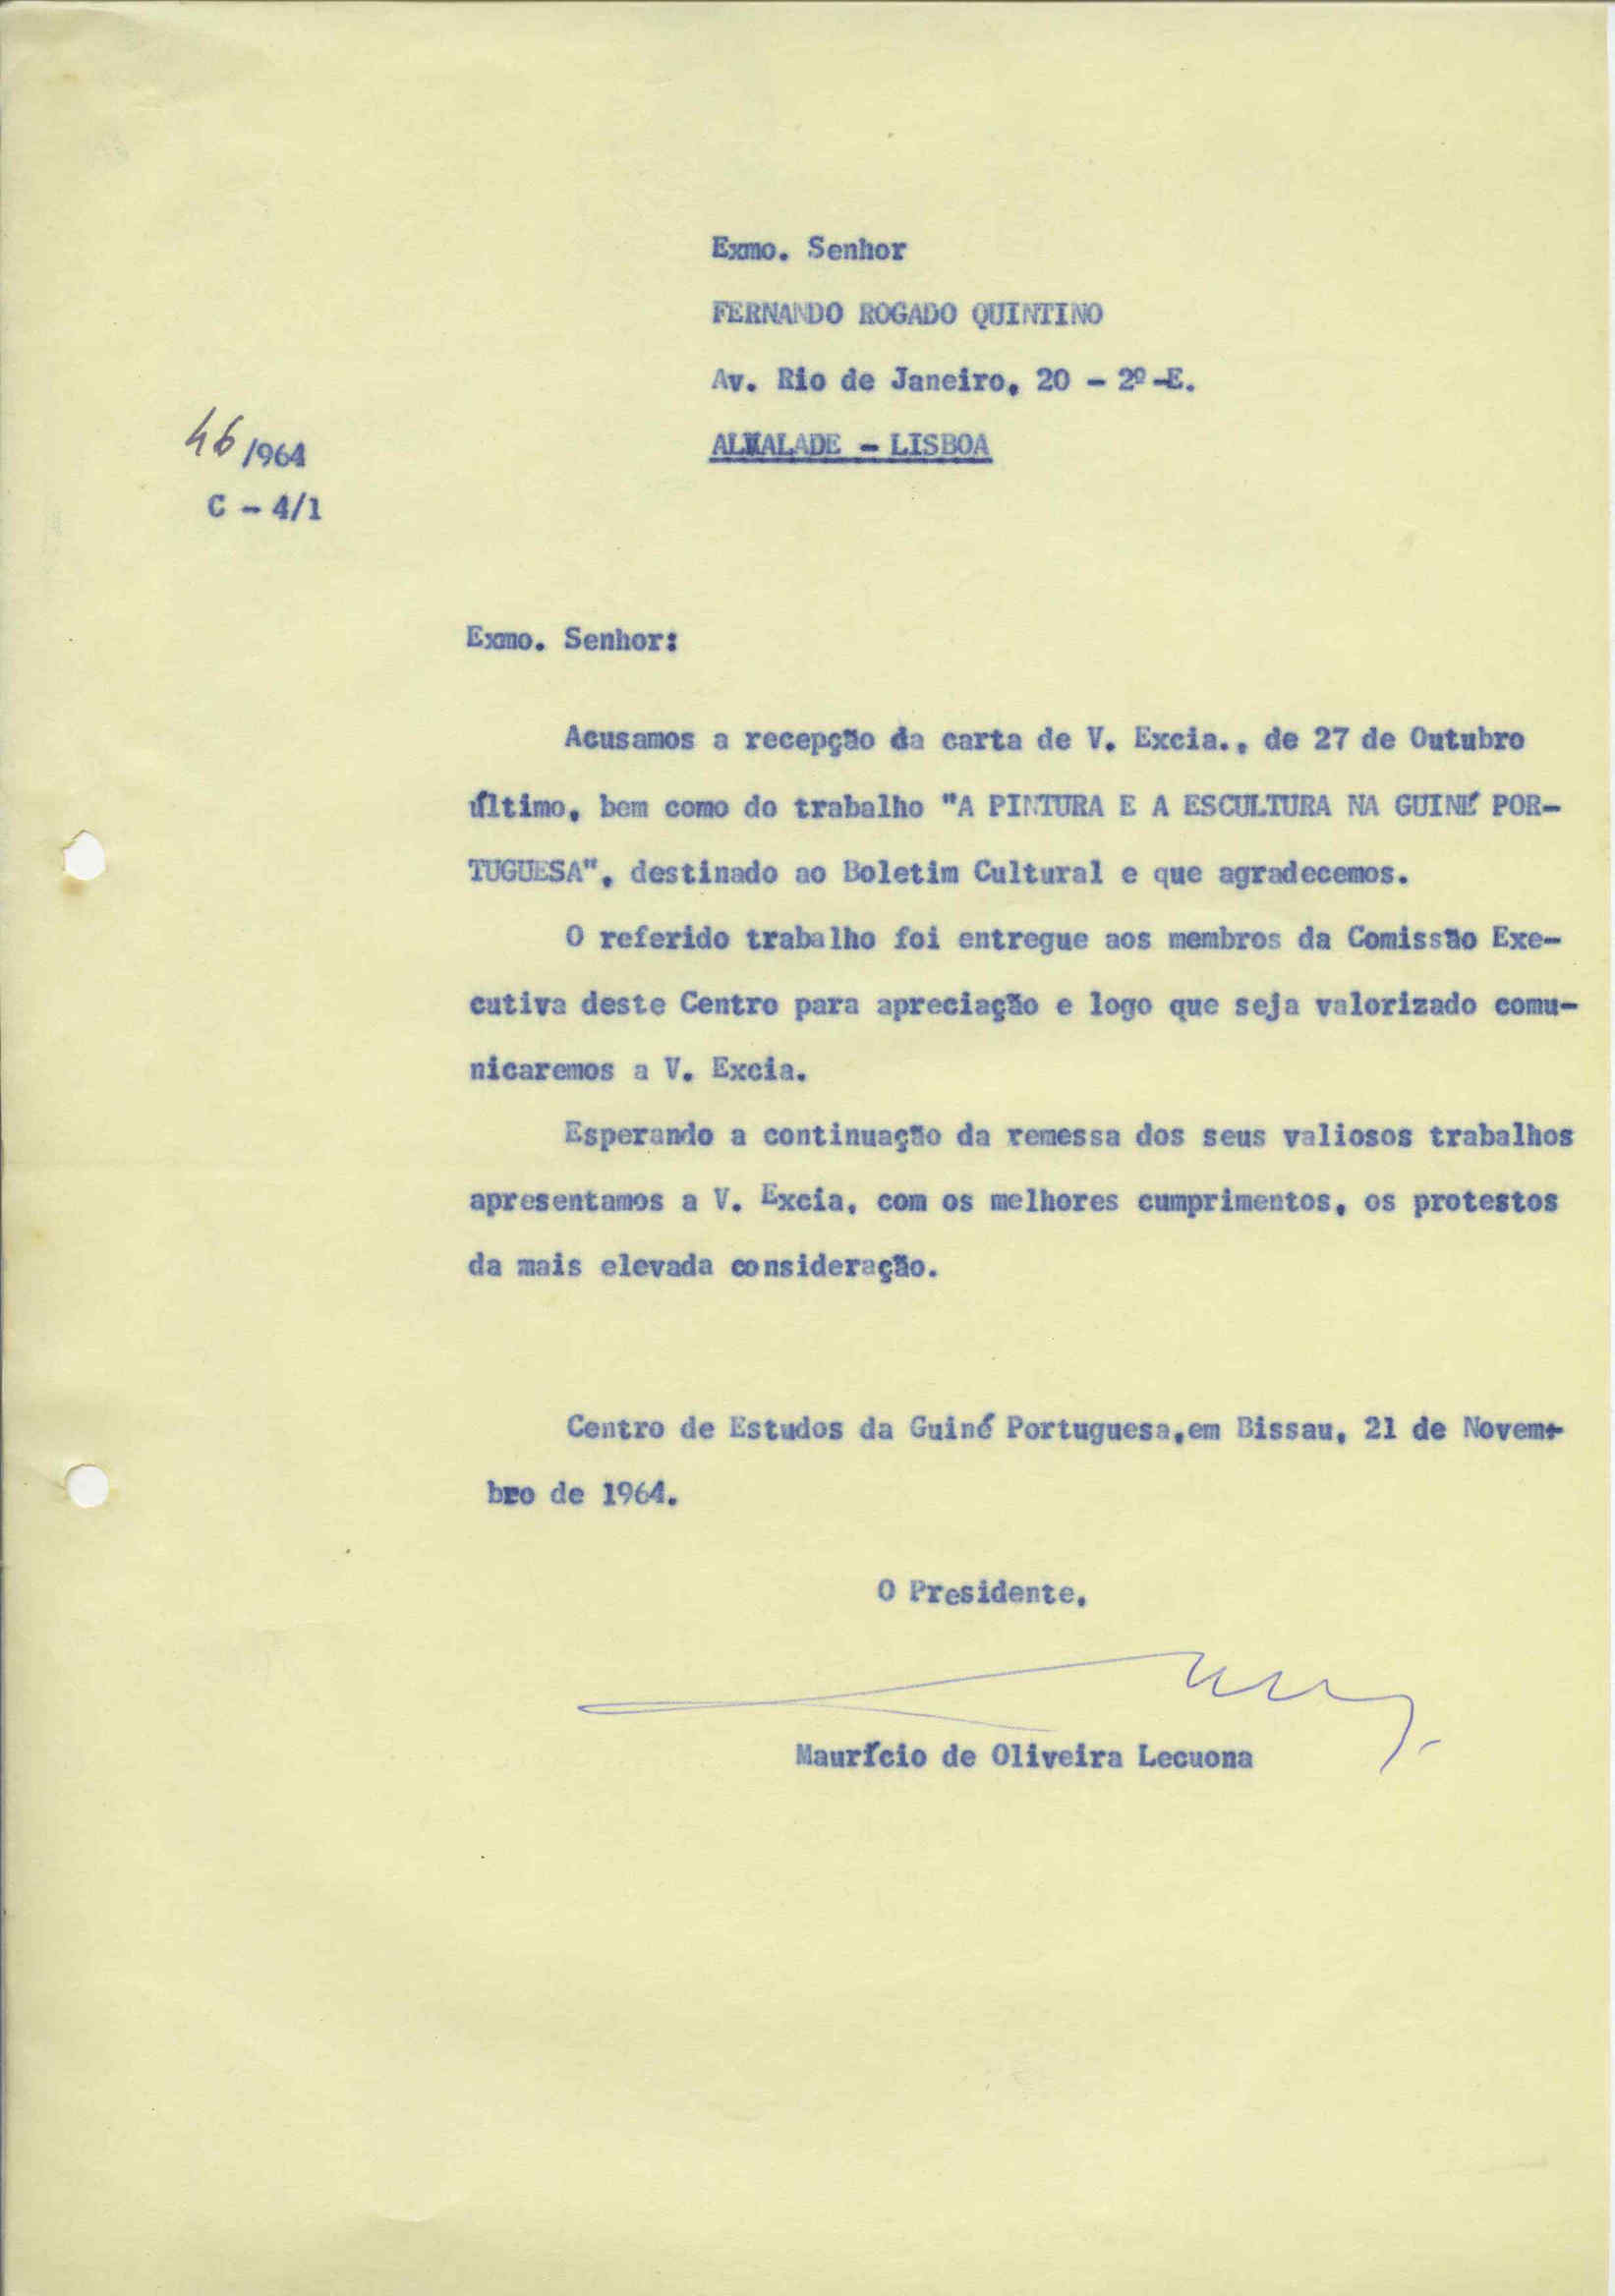 Exmo. Senhor
FERNANDO ROGADO QUINTINO
Av. Rio de Janeiro, 20 - 2º-E.
ALMALADE - LISBOA
46/964
C - 4/1
Exmo. Senhor:
Acusamos a recepção da carta de V. Excia., de 27 de Outubro
último, bem como do trabalho "A PINTURA E A ESCULTURA NA GUINÉ POR-
TUGUESA", destinado ao Boletim Cultural e que agradecemos.
O referido trabalho foi entregue aos membros da Comissão Exe-
cutiva deste Centro para apreciação e logo que seja valorizado comu-
nicaremos a V. Excia.
Esperando a continuação da remessa dos seus valiosos trabalhos
apresentamos a V. Excia, com os melhores cumprimentos, os protestos
da mais elevada consideração.
Centro de Estudos da Guiné Portuguesa,em Bissau, 21 de Novem-
bro de 1964.
O Presidente,
Maurício de Oliveira Lecuona